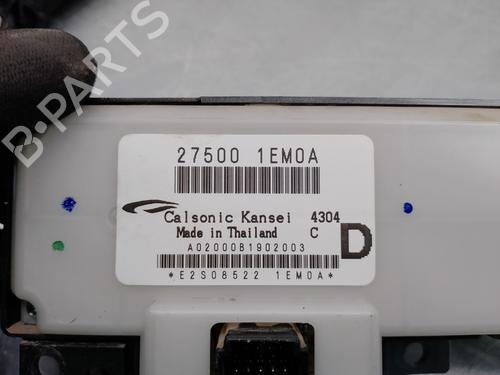 27500 1EM0A
Calsonic Kansei 4304
Made in Thailand C
D
A02000B1902003
*E2S08522 1EM0A*
B-PARTS